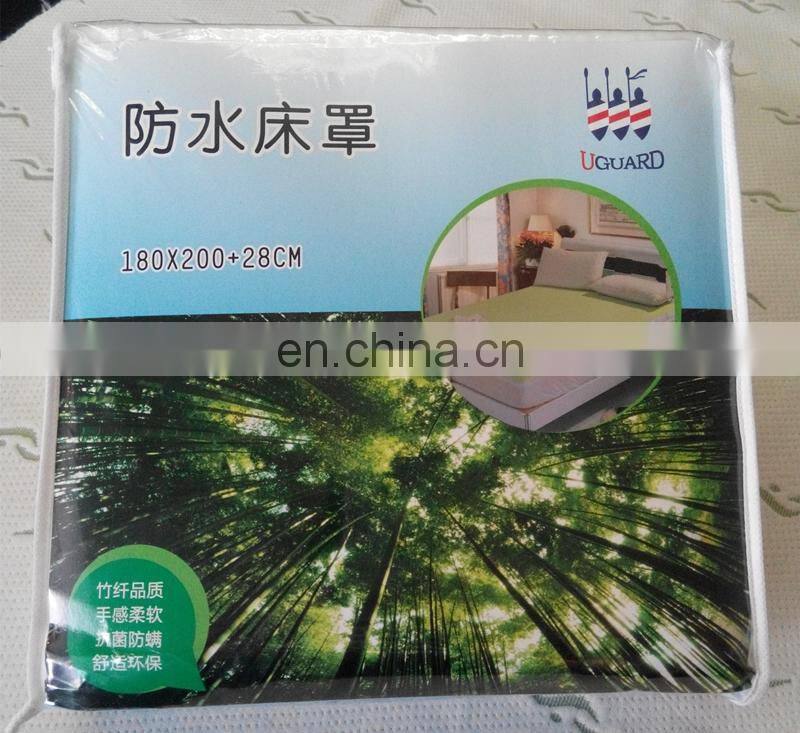 防水床罩
UGUARD
180X200+28CM
en.china.cn
竹纤品质
手感柔软
抗菌防螨
舒适环保